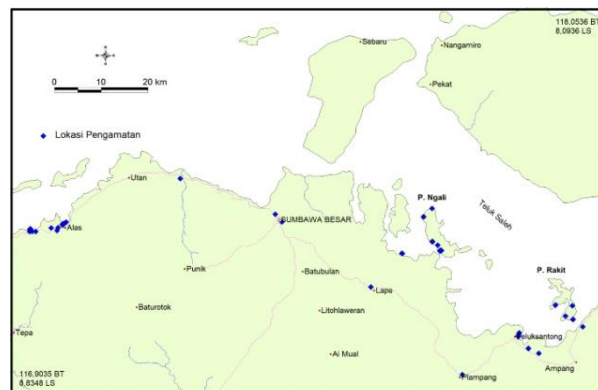 118,0536 BT
8,0936 LS
Sebaru
Nangamiro
Pekat
0 10 20 km
Lokasi Pengamatan
Utan
P. Ngali
Teluk Saleh
SUMBAWA BESAR
Alas
P. Rakit
Punik
Batubulan
Lape
Baturotok
Litohlaweran
Tepa
Teluksantong
Ai Mual
Ampang
116,9035 BT
8,8348 LS
Plampang